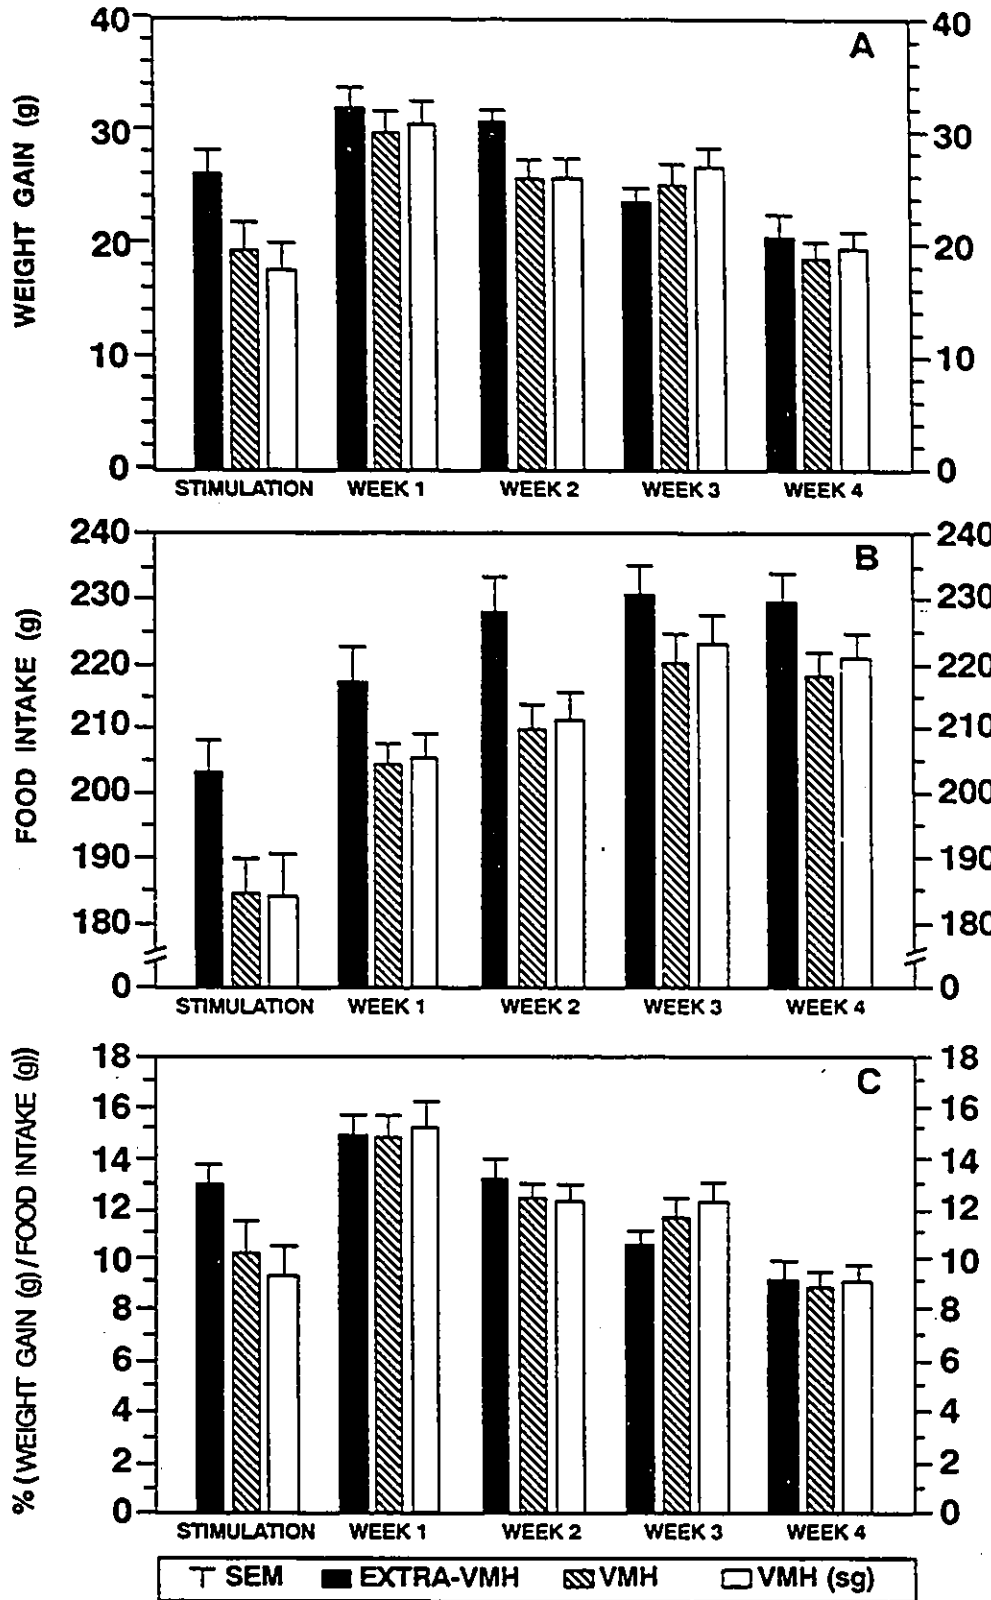 A
WEIGHT GAIN (g)
40 40
30 30
20 20
10 10
0 0
STIMULATION WEEK 1 WEEK 2 WEEK 3 WEEK 4
B
FOOD INTAKE (g)
240 240
230 230
220 220
210 210
200 200
190 190
180 180
0 0
STIMULATION WEEK 1 WEEK 2 WEEK 3 WEEK 4
C
% (WEIGHT GAIN (g) / FOOD INTAKE (g))
18 18
16 16
14 14
12 12
10 10
8 8
6 6
4 4
2 2
0 0
STIMULATION WEEK 1 WEEK 2 WEEK 3 WEEK 4
SEM EXTRA-VMH VMH VMH (sg)